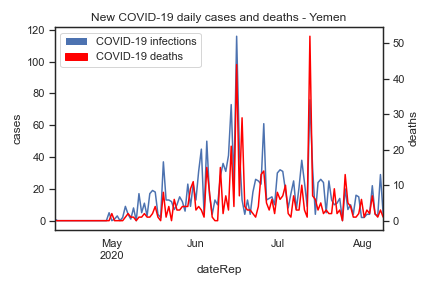 New COVID-19 daily cases and deaths - Yemen
COVID-19 infections
COVID-19 deaths
120
100
80
60
40
20
0
cases
50
40
30
20
10
0
deaths
May
2020
Jun
Jul
Aug
dateRep